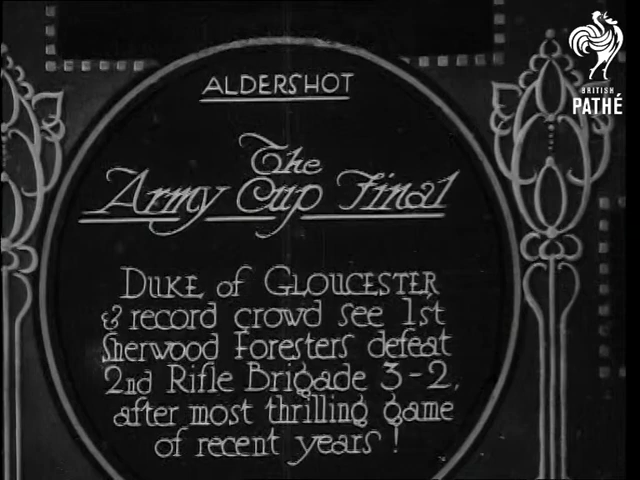 BRITISH
PATHÉ
ALDERSHOT
The
Army Cup Final
DUKE of GLOUCESTER
& record crowd see 1st
Sherwood Foresters defeat
2nd Rifle Brigade 3-2,
after most thrilling game
of recent years!